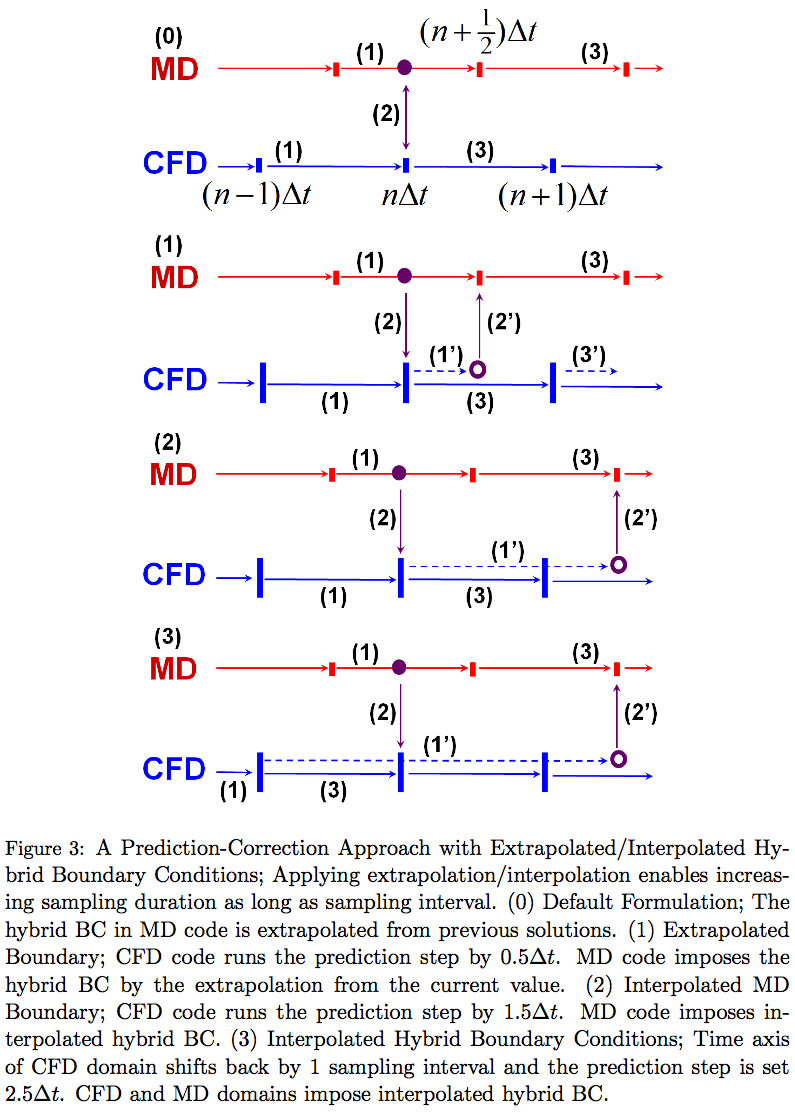 (0)
MD (1) (n + 1/2)Δt (3)
(2)
CFD (1) (3)
(n − 1)Δt nΔt (n + 1)Δt
(1)
MD (1) (3)
(2) (2’)
CFD (1’) (3’)
(1) (3)
(2)
MD (1) (3)
(2) (2’)
CFD (1’)
(1) (3)
(3)
MD (1) (3)
(2) (2’)
CFD (1’)
(1) (3)
Figure 3: A Prediction-Correction Approach with Extrapolated/Interpolated Hy-
brid Boundary Conditions; Applying extrapolation/interpolation enables increas-
ing sampling duration as long as sampling interval. (0) Default Formulation; The
hybrid BC in MD code is extrapolated from previous solutions. (1) Extrapolated
Boundary; CFD code runs the prediction step by 0.5Δt. MD code imposes the
hybrid BC by the extrapolation from the current value. (2) Interpolated MD
Boundary; CFD code runs the prediction step by 1.5Δt. MD code imposes in-
terpolated hybrid BC. (3) Interpolated Hybrid Boundary Conditions; Time axis
of CFD domain shifts back by 1 sampling interval and the prediction step is set
2.5Δt. CFD and MD domains impose interpolated hybrid BC.